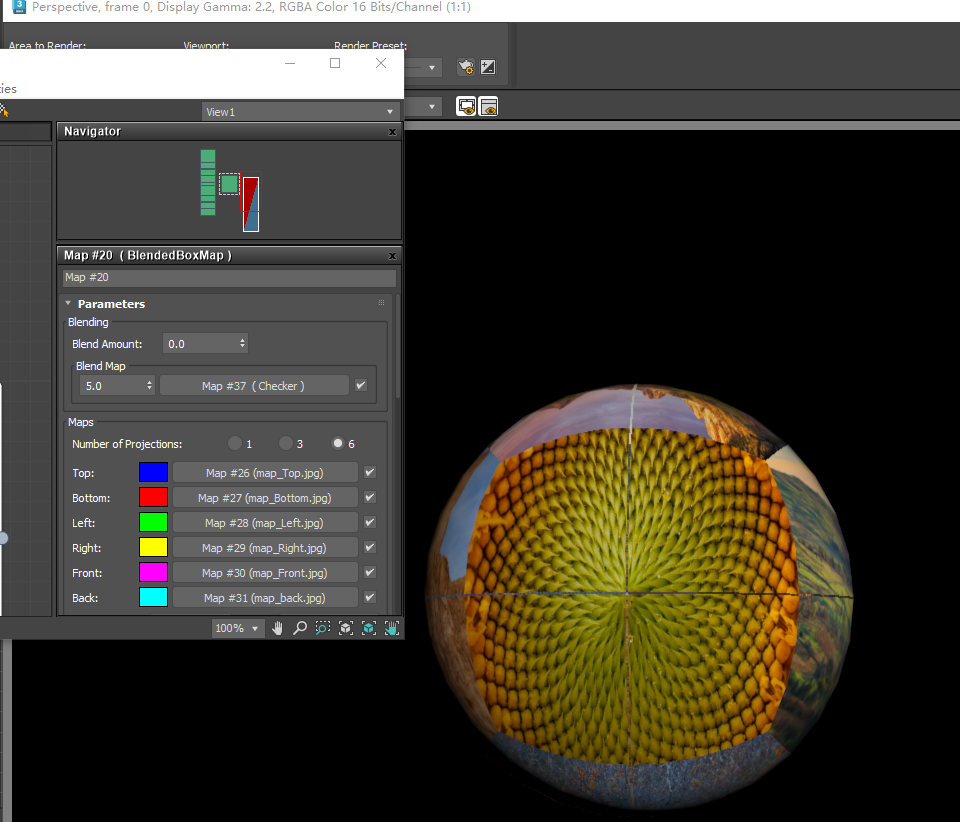 3
Perspective, frame 0, Display Gamma: 2.2, RGBA Color 16 Bits/Channel (1:1)
Area to Render: Viewport: Render Preset:
ies
View1
Navigator x
Map #20 ( BlendedBoxMap ) x
Map #20
Parameters
Blending
Blend Amount: 0.0
Blend Map
5.0 Map #37 ( Checker )
Maps
Number of Projections: 1 3 6
Top: Map #26 (map_Top.jpg)
Bottom: Map #27 (map_Bottom.jpg)
Left: Map #28 (map_Left.jpg)
Right: Map #29 (map_Right.jpg)
Front: Map #30 (map_Front.jpg)
Back: Map #31 (map_back.jpg)
100%